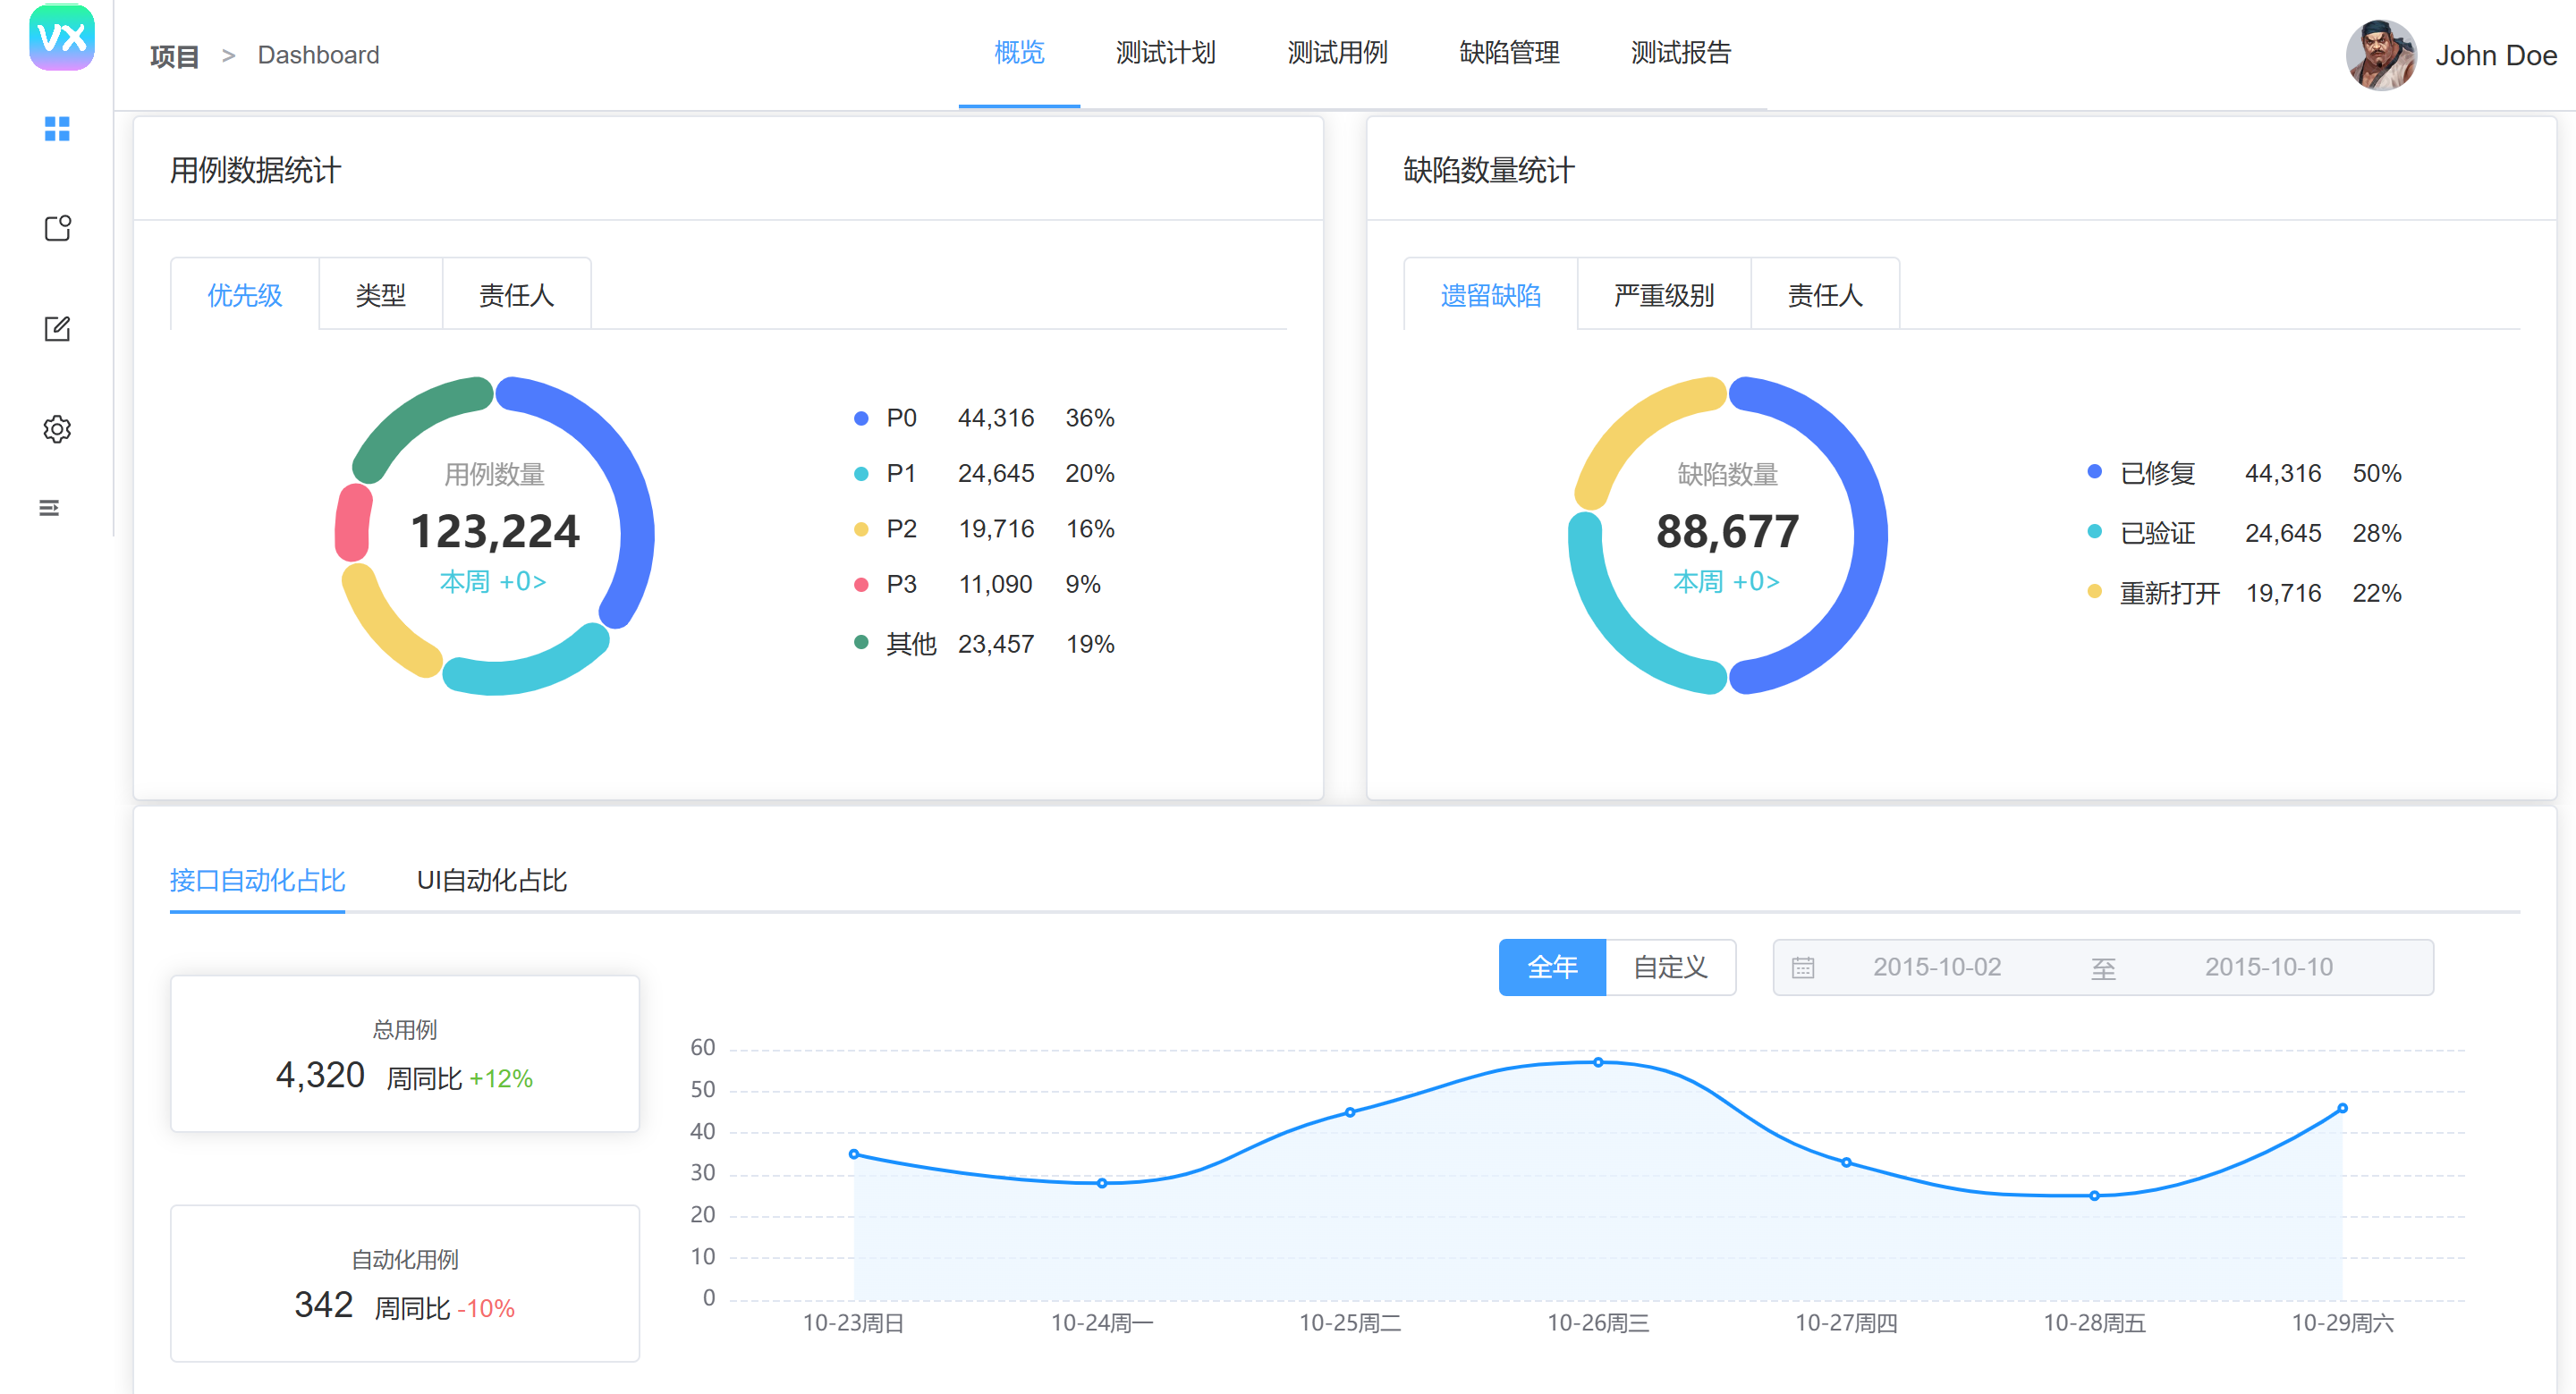 VX
项目 > Dashboard
概览 测试计划 测试用例 缺陷管理 测试报告
John Doe
用例数据统计
优先级 类型 责任人
用例数量
123,224
本周 +0>
P0 44,316 36%
P1 24,645 20%
P2 19,716 16%
P3 11,090 9%
其他 23,457 19%
缺陷数量统计
遗留缺陷 严重级别 责任人
缺陷数量
88,677
本周 +0>
已修复 44,316 50%
已验证 24,645 28%
重新打开 19,716 22%
接口自动化占比 UI自动化占比
全年 自定义 2015-10-02 至 2015-10-10
总用例
4,320 周同比 +12%
自动化用例
342 周同比 -10%
60
50
40
30
20
10
0
10-23周日 10-24周一 10-25周二 10-26周三 10-27周四 10-28周五 10-29周六